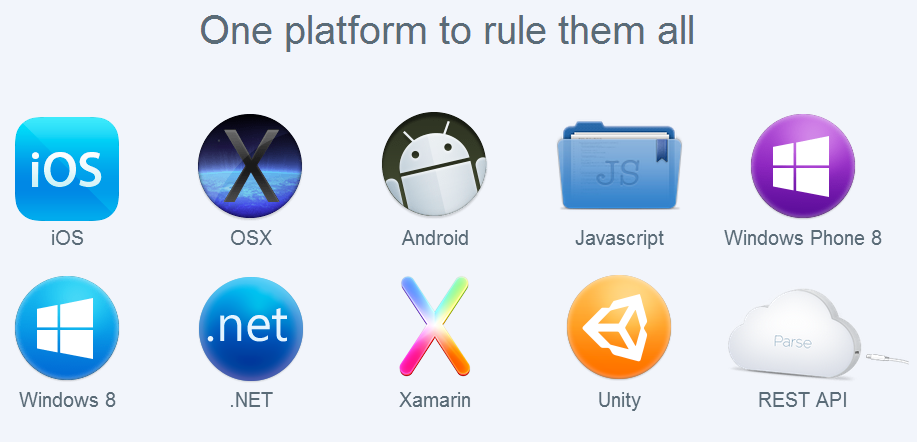 One platform to rule them all
iOS
JS
iOS
OSX
Android
Javascript
Windows Phone 8
.net
Parse
Windows 8
.NET
Xamarin
Unity
REST API